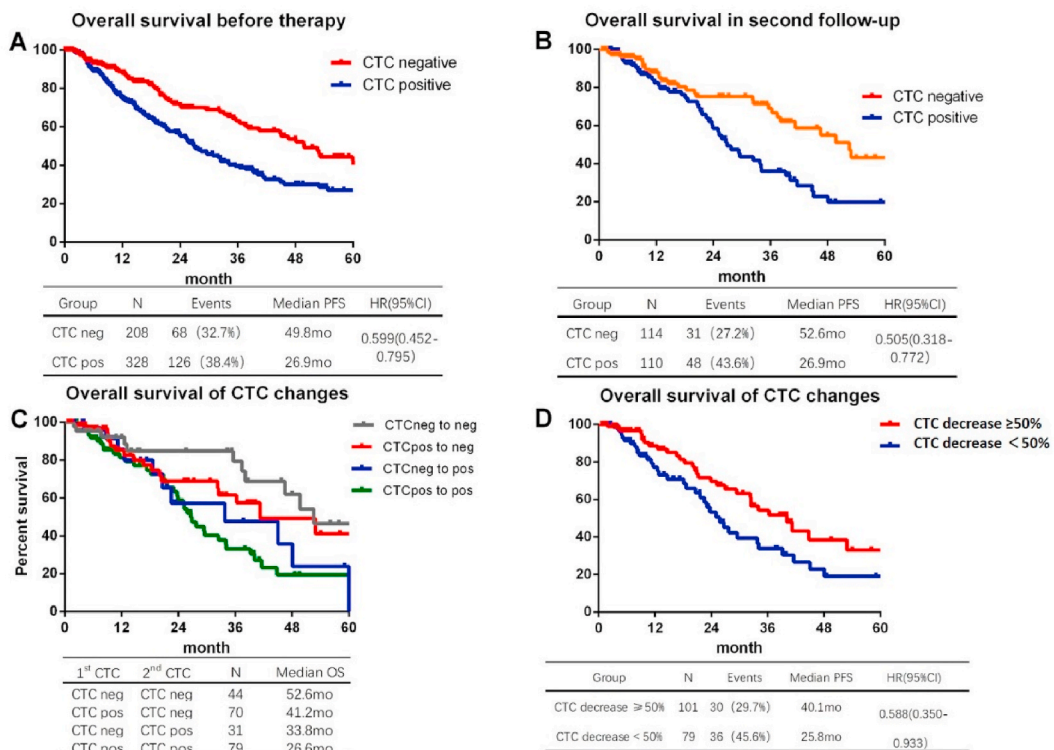 Overall survival before therapy
A
CTC negative
CTC positive
100
80
60
40
20
0
0 12 24 36 48 60
month
Group N Events Median PFS HR(95%CI)
CTC neg 208 68 (32.7%) 49.8mo 0.599(0.452-
0.795)
CTC pos 328 126 (38.4%) 26.9mo
Overall survival in second follow-up
B
CTC negative
CTC positive
100
80
60
40
20
0
0 12 24 36 48 60
month
Group N Events Median PFS HR(95%CI)
CTC neg 114 31 (27.2%) 52.6mo 0.505(0.318-
0.772)
CTC pos 110 48 (43.6%) 26.9mo
Overall survival of CTC changes
C
CTCneg to neg
CTCpos to neg
CTCneg to pos
CTCpos to pos
Percent survival
100
80
60
40
20
0
0 12 24 36 48 60
month
1st CTC 2nd CTC N Median OS
CTC neg CTC neg 44 52.6mo
CTC pos CTC neg 70 41.2mo
CTC neg CTC pos 31 33.8mo
CTC pos CTC pos 79 26.6mo
Overall survival of CTC changes
D
CTC decrease ≥50%
CTC decrease <50%
100
80
60
40
20
0
0 12 24 36 48 60
month
Group N Events Median PFS HR(95%CI)
CTC decrease ≥50% 101 30 (29.7%) 40.1mo 0.588(0.350-
0.933)
CTC decrease <50% 79 36 (45.6%) 25.8mo